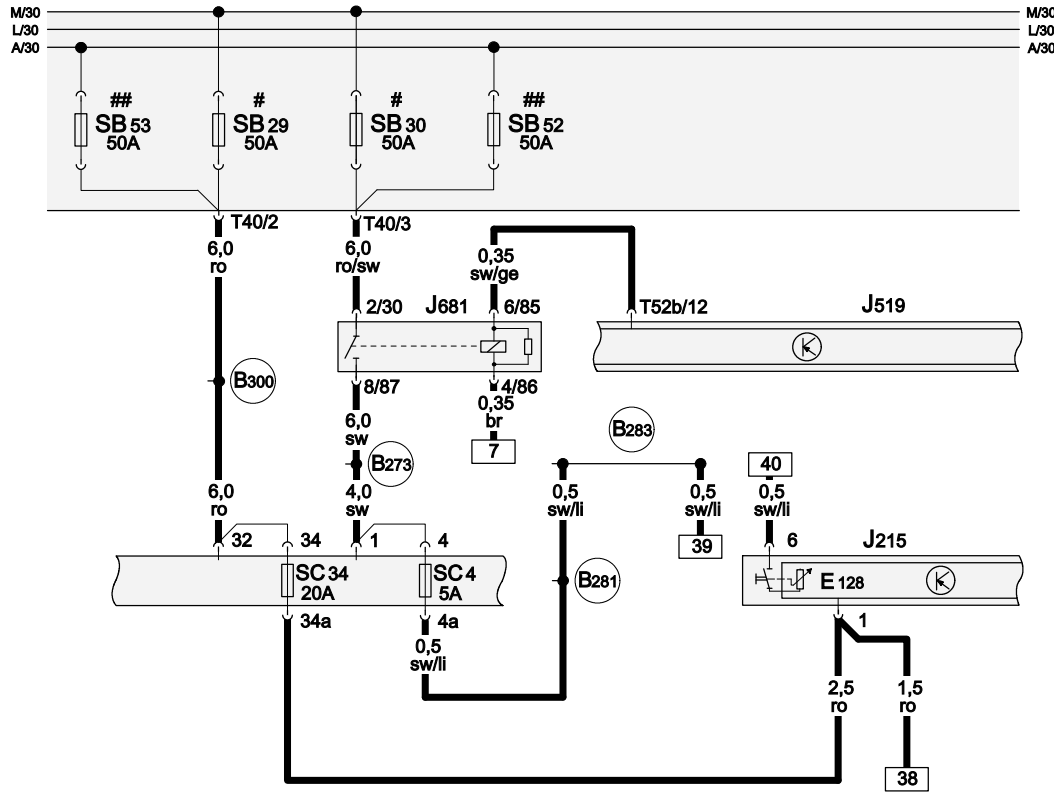 M/30 M/30
L/30 L/30
A/30 A/30
## # # ##
SB 53 SB 29 SB 30 SB 52
50A 50A 50A 50A
T40/2 T40/3
6,0 6,0 0,35
ro ro/sw sw/ge
2/30 J681 6/85 T52b/12 J519
8/87 4/86
B300 0,35
6,0 br
sw 7
B283
B273 40
6,0 4,0 0,5 0,5 0,5
ro sw sw/li sw/li sw/li
32 34 1 4 39 6 J215
SC 34 SC 4 B281 E 128
20A 5A
34a 4a 1
0,5
sw/li
2,5 1,5
ro ro
38